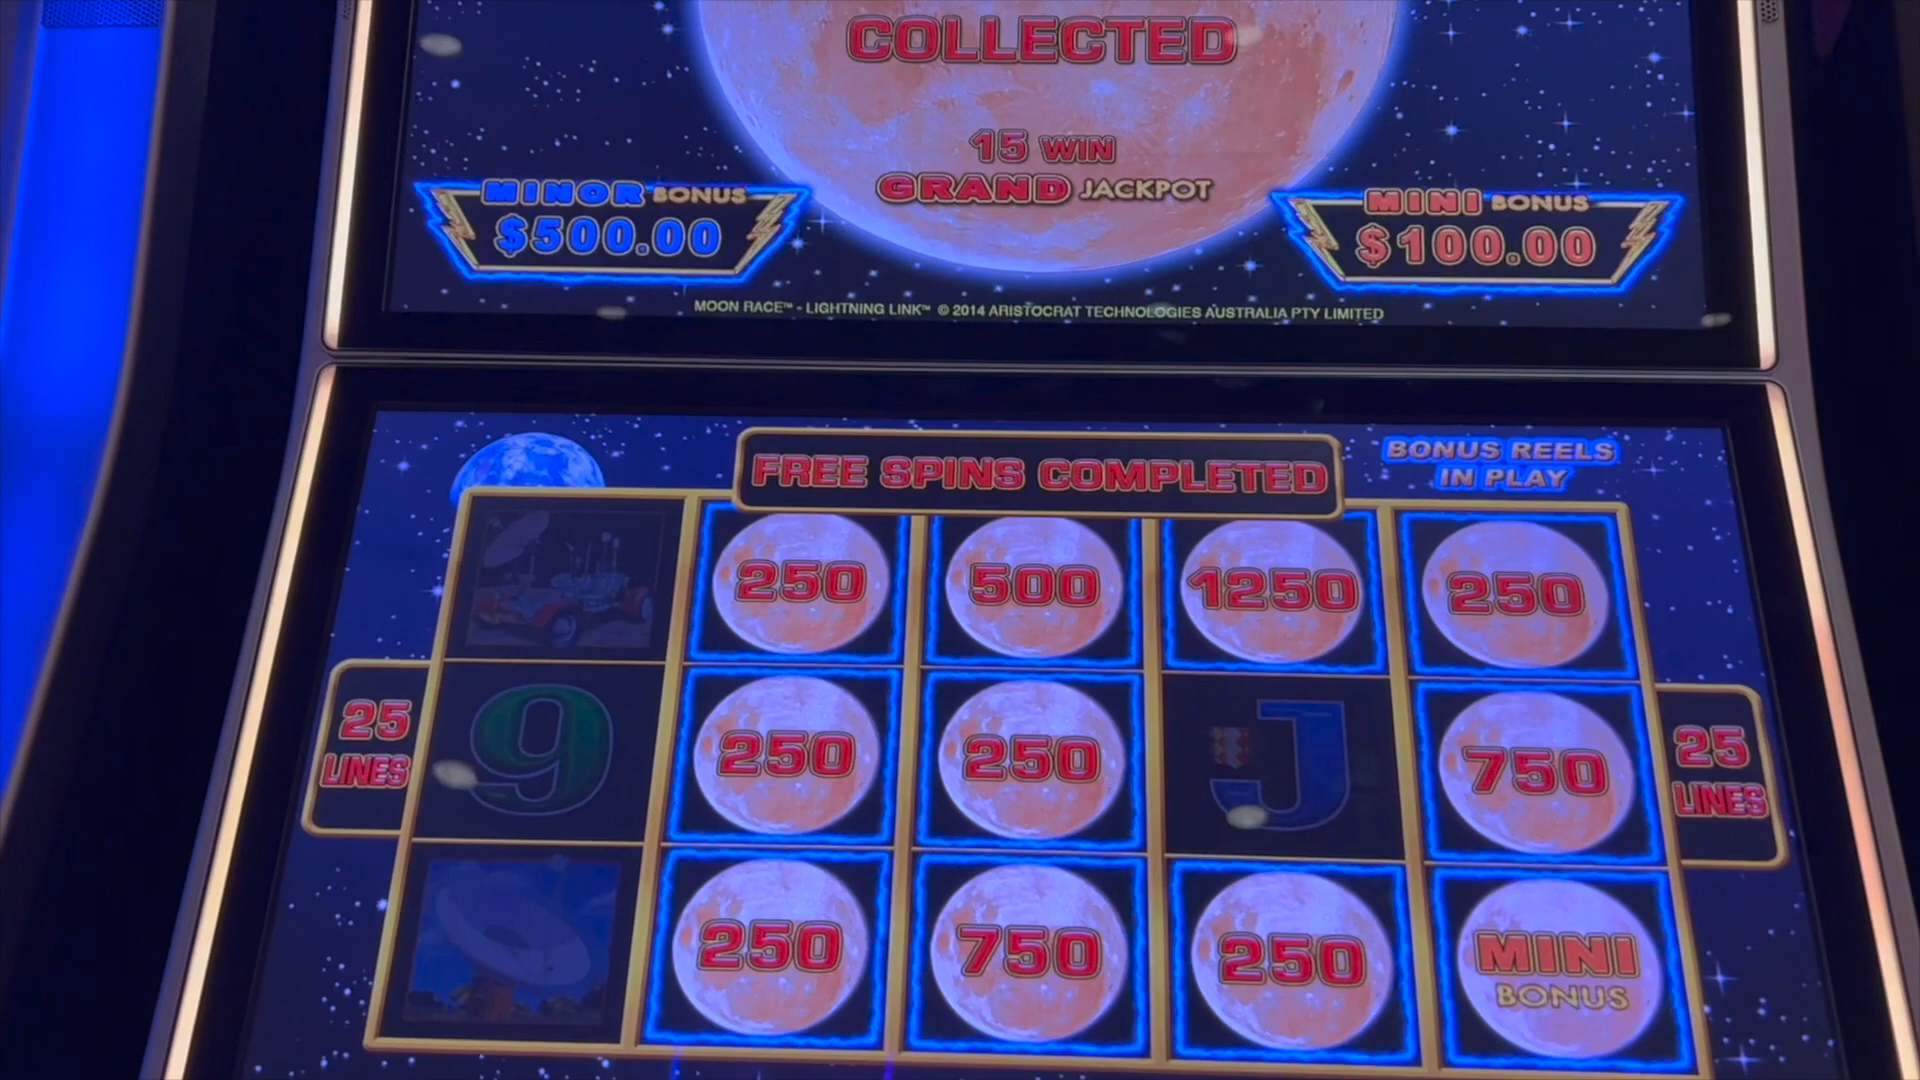 COLLECTED
15 WIN
GRAND JACKPOT
MINOR BONUS
$500.00
MINI BONUS
$100.00
MOON RACE™ - LIGHTNING LINK™ © 2014 ARISTOCRAT TECHNOLOGIES AUSTRALIA PTY LIMITED
FREE SPINS COMPLETED
BONUS REELS
IN PLAY
250 500 1250 250
25
LINES
9 250 250 J 750
25
LINES
250 750 250 MINI
BONUS